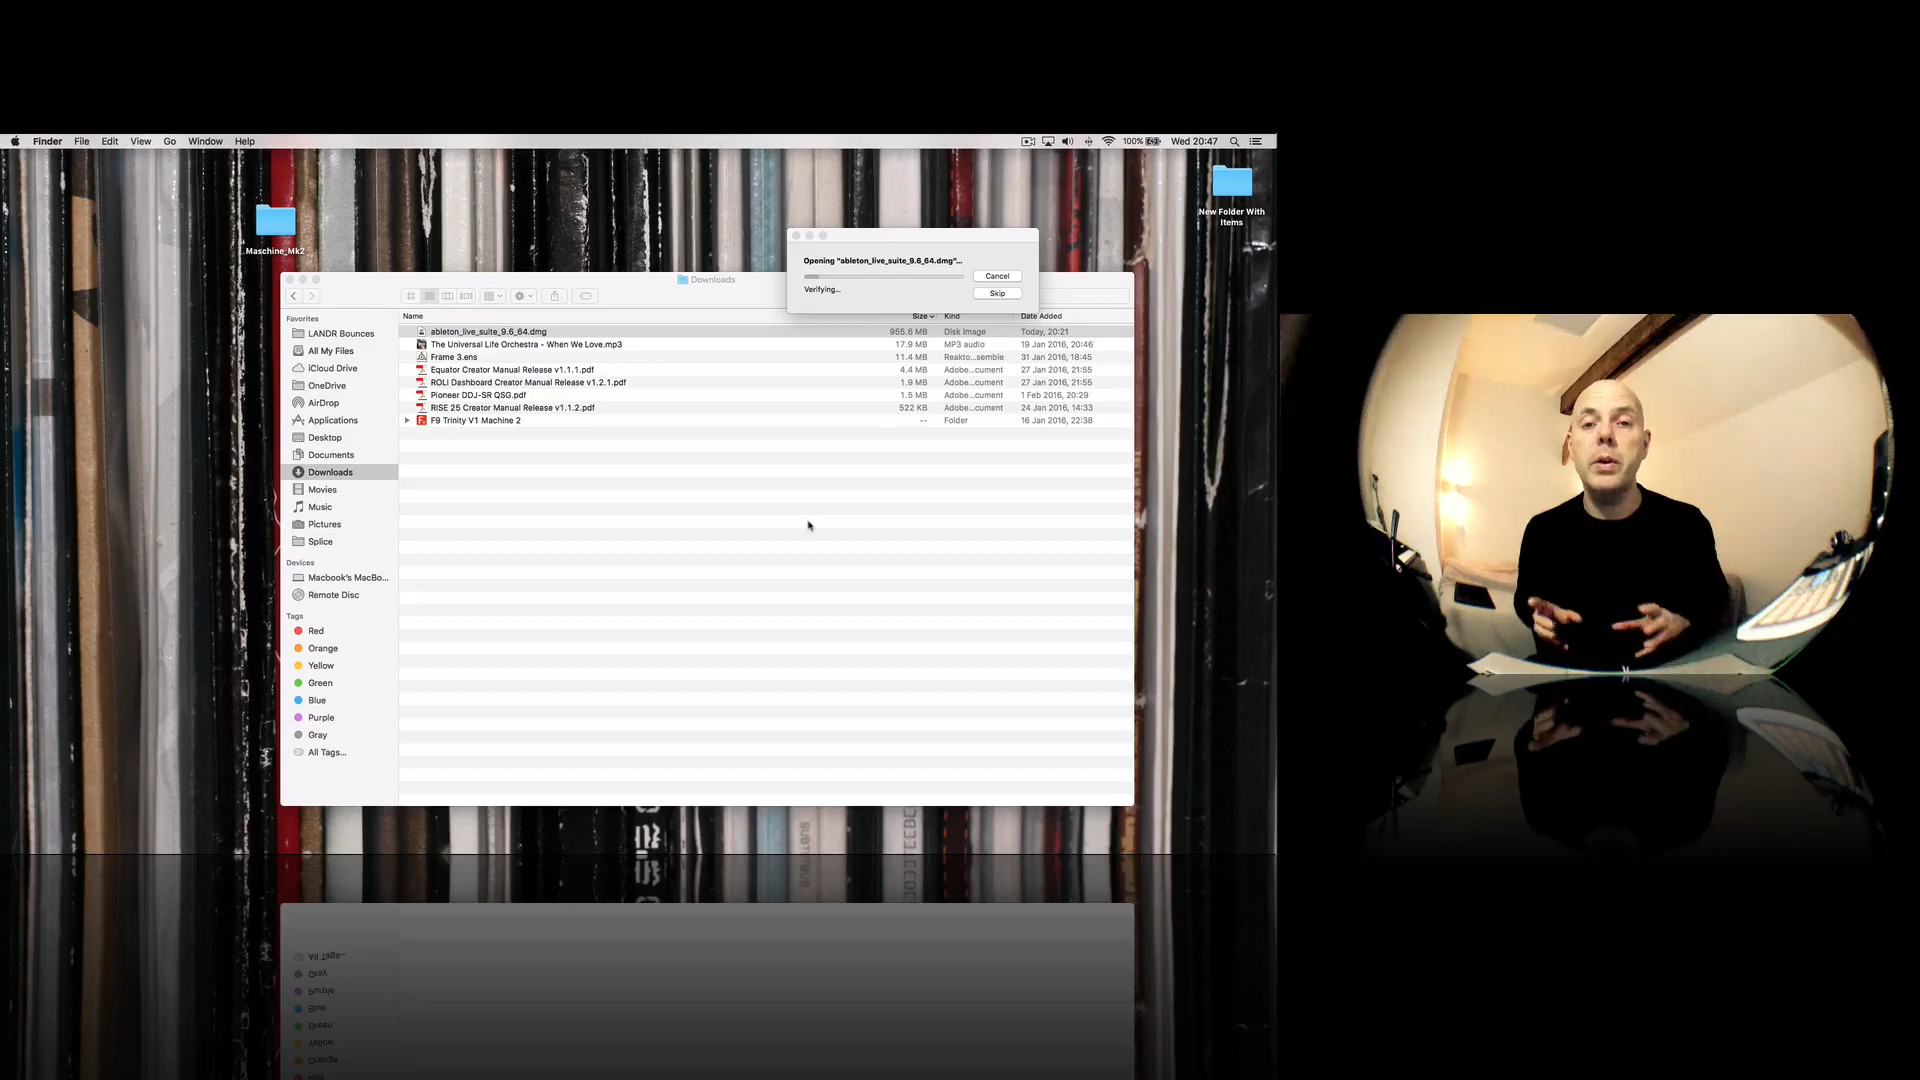 Finder File Edit View Go Window Help 100% Wed 20:47
New Folder With
Items
Maschine_Mk2
Opening "ableton_live_suite_9.6_64.dmg"...
Cancel
Verifying...
Skip
Downloads
Name Size Kind Date Added
ableton_live_suite_9.6_64.dmg 955.6 MB Disk Image Today, 20:21
The Universal Life Orchestra - When We Love.mp3 17.9 MB MP3 audio 19 Jan 2016, 20:46
Frame 3.ens 11.4 MB Reakto...semble 31 Jan 2016, 18:45
Equator Creator Manual Release v1.1.1.pdf 4.4 MB Adobe...cument 27 Jan 2016, 21:55
ROLI Dashboard Creator Manual Release v1.2.1.pdf 1.9 MB Adobe...cument 27 Jan 2016, 21:55
Pioneer DDJ-SR QSG.pdf 1.5 MB Adobe...cument 1 Feb 2016, 20:29
RISE 25 Creator Manual Release v1.1.2.pdf 522 KB Adobe...cument 24 Jan 2016, 14:33
F9 Trinity V1 Machine 2 -- Folder 16 Jan 2016, 22:38
Favorites
LANDR Bounces
All My Files
iCloud Drive
OneDrive
AirDrop
Applications
Desktop
Documents
Downloads
Movies
Music
Pictures
Splice
Devices
Macbook's MacBo...
Remote Disc
Tags
Red
Orange
Yellow
Green
Blue
Purple
Gray
All Tags...
All Tags...
Gray
Purple
Blue
Green
Yellow
Orange
Red